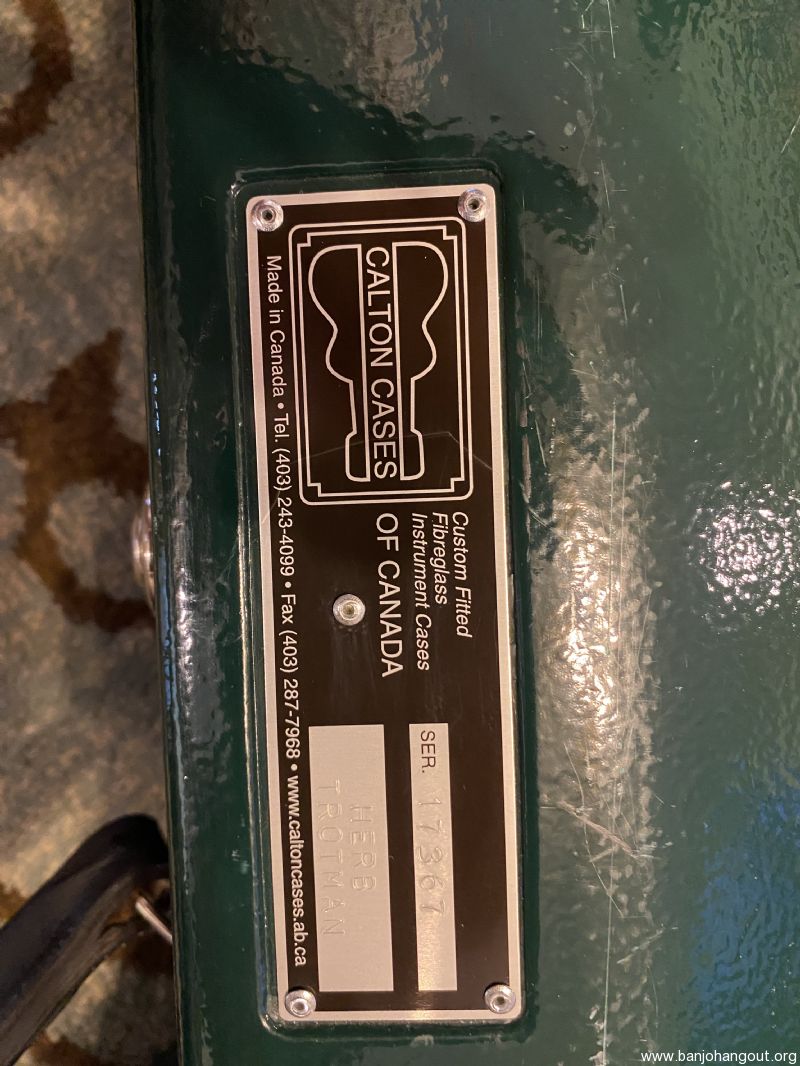 CALTON CASES
Custom Fitted
Fibreglass
Instrument Cases
OF CANADA
SER. 17367
HERB
TROTMAN
Made in Canada • Tel. (403) 243-4099 • Fax (403) 287-7968 • www.caltoncases.ab.ca
www.banjohangout.org